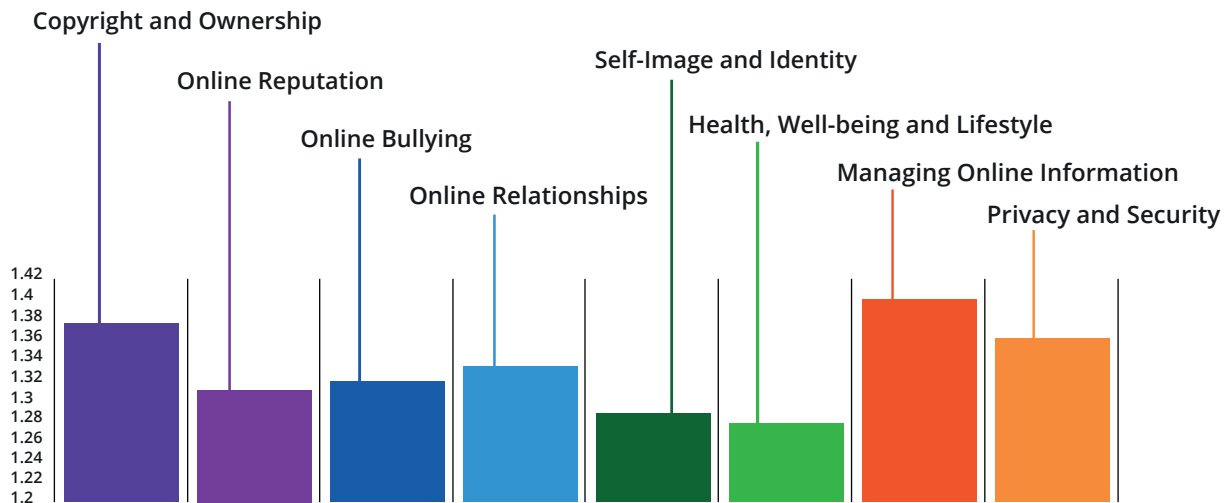 Copyright and Ownership
Online Reputation
Online Bullying
Online Relationships
Self-Image and Identity
Health, Well-being and Lifestyle
Managing Online Information
Privacy and Security
1.42
1.4
1.38
1.36
1.34
1.32
1.3
1.28
1.26
1.24
1.22
1.2